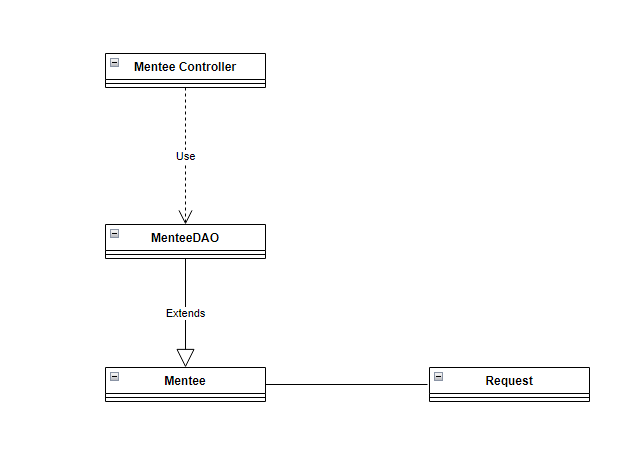 Mentee Controller
Use
MenteeDAO
Extends
Mentee
Request